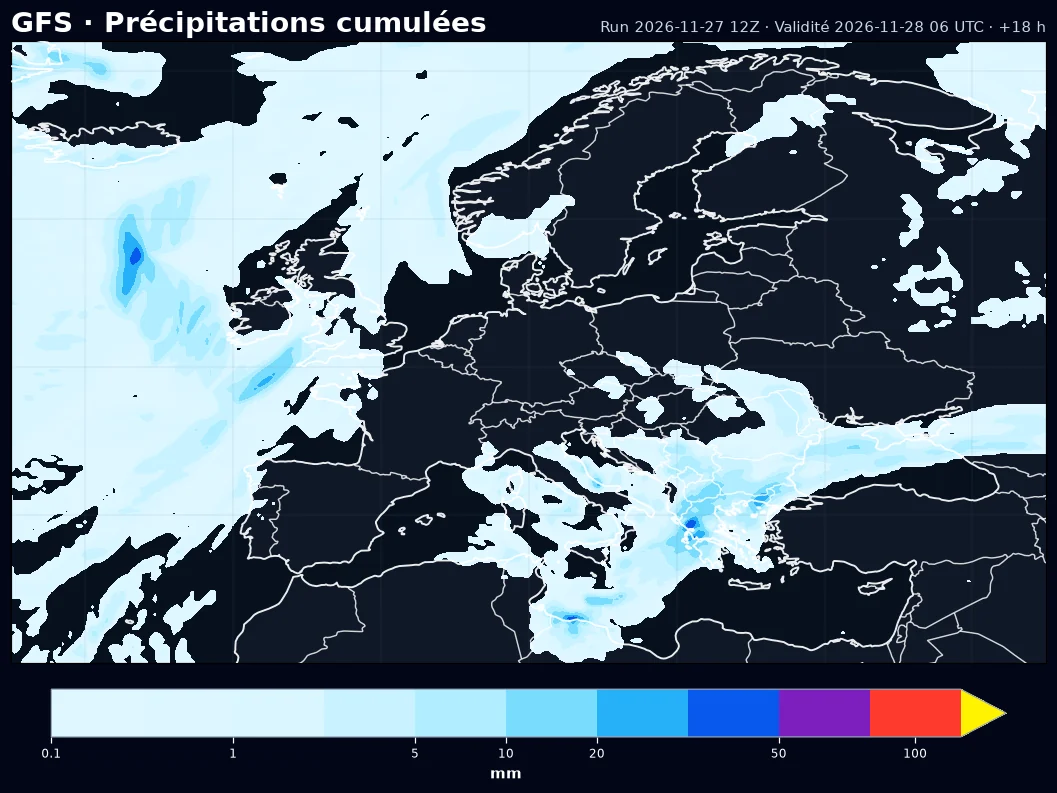 GFS · Précipitations cumulées
Run 2026-11-27 12Z · Validité 2026-11-28 06 UTC · +18 h
0.1 1 5 10 20 50 100
mm